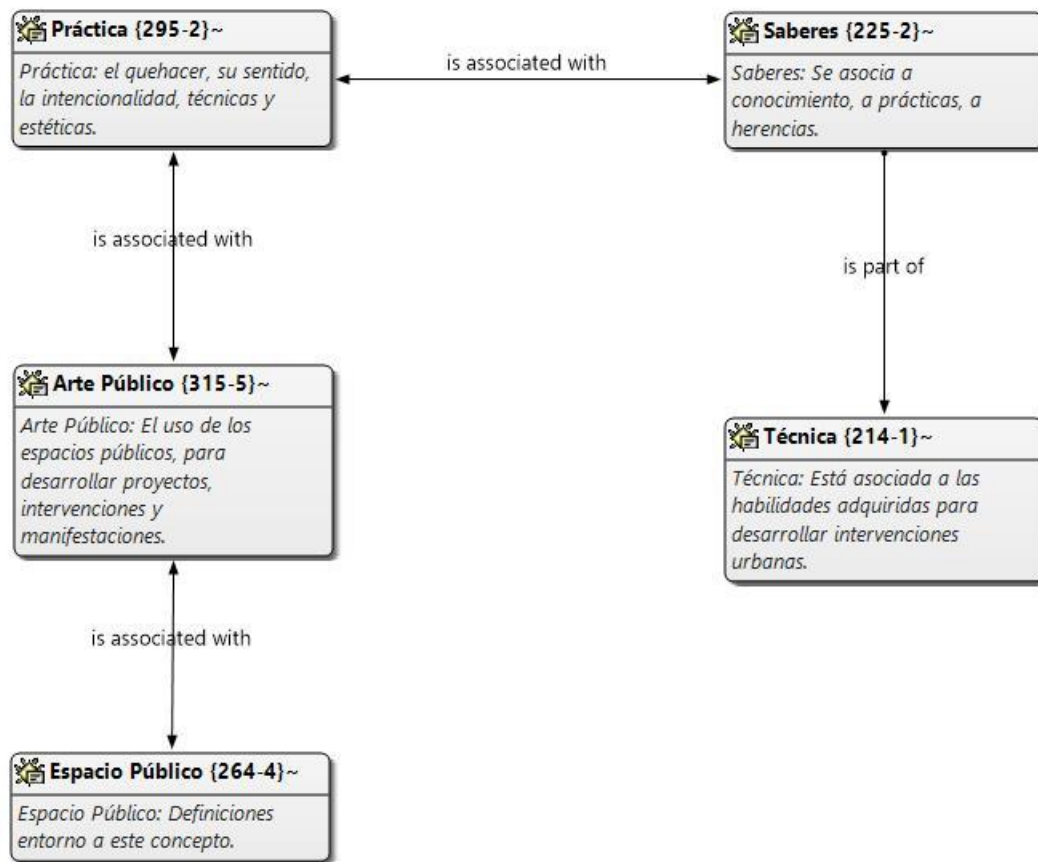 Práctica {295-2}~
Práctica: el quehacer, su sentido,
la intencionalidad, técnicas y
estéticas.
is associated with
Saberes {225-2}~
Saberes: Se asocia a
conocimiento, a prácticas, a
herencias.
is associated with
is part of
Arte Público {315-5}~
Arte Público: El uso de los
espacios públicos, para
desarrollar proyectos,
intervenciones y
manifestaciones.
Técnica {214-1}~
Técnica: Está asociada a las
habilidades adquiridas para
desarrollar intervenciones
urbanas.
is associated with
Espacio Público {264-4}~
Espacio Público: Definiciones
entorno a este concepto.